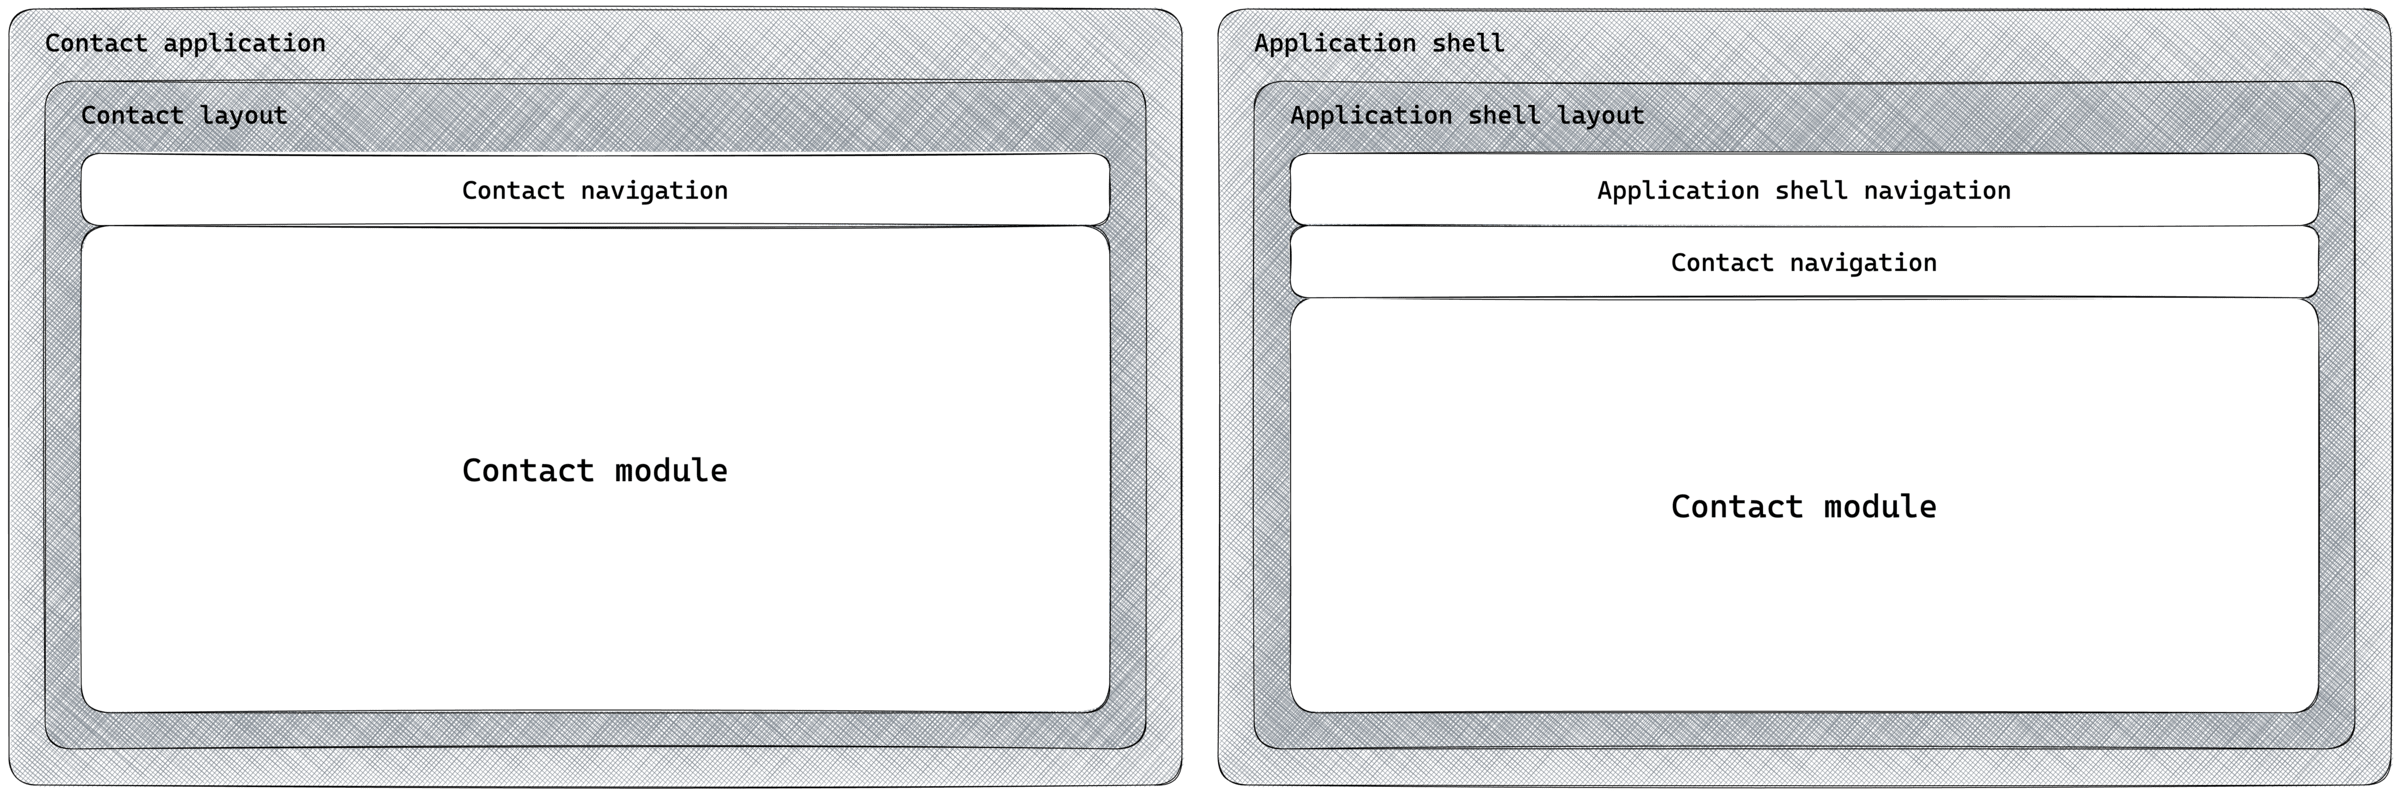 Contact application
Contact layout
Contact navigation
Contact module
Application shell
Application shell layout
Application shell navigation
Contact navigation
Contact module